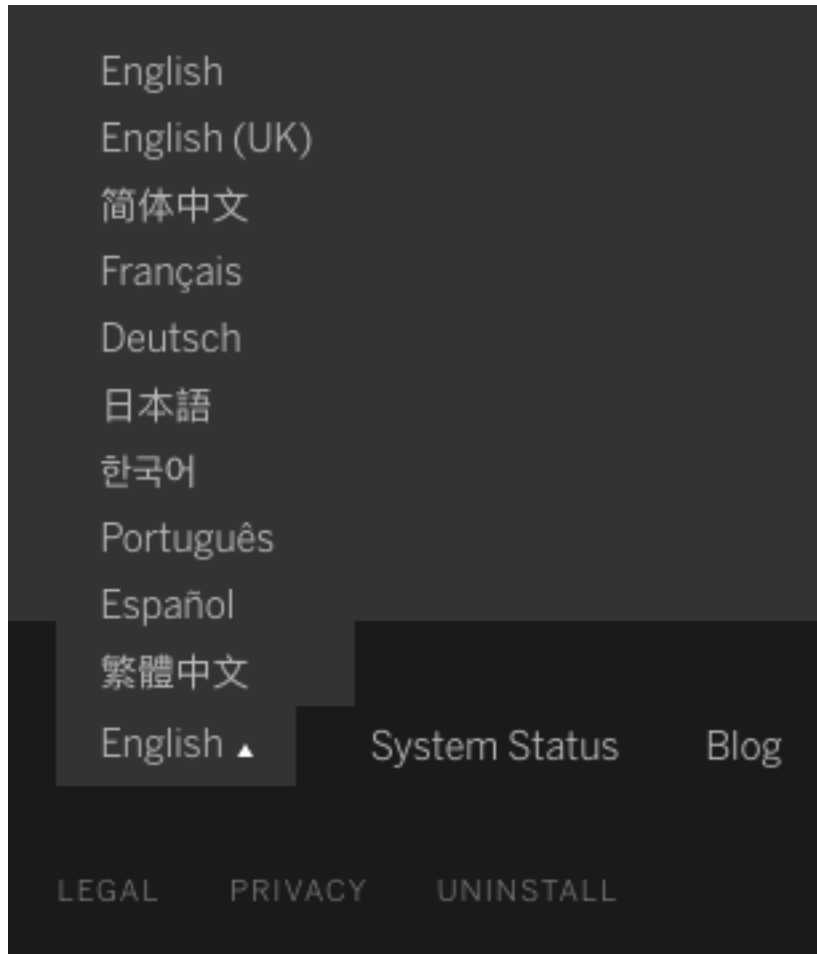 English
English (UK)
简体中文
Français
Deutsch
日本語
한국어
Português
Español
繁體中文
English ▲ System Status Blog
LEGAL PRIVACY UNINSTALL